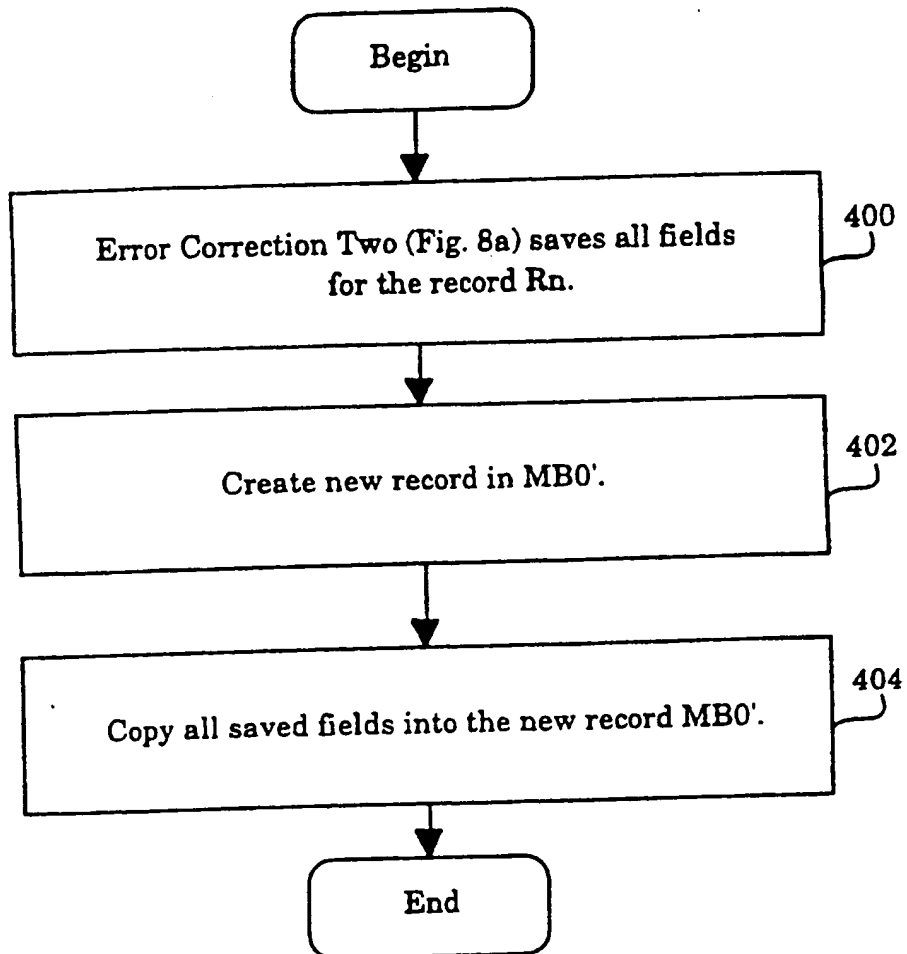 Begin
Error Correction Two (Fig. 8a) saves all fields
for the record Rn.
400
Create new record in MB0'.
402
Copy all saved fields into the new record MB0'.
404
End